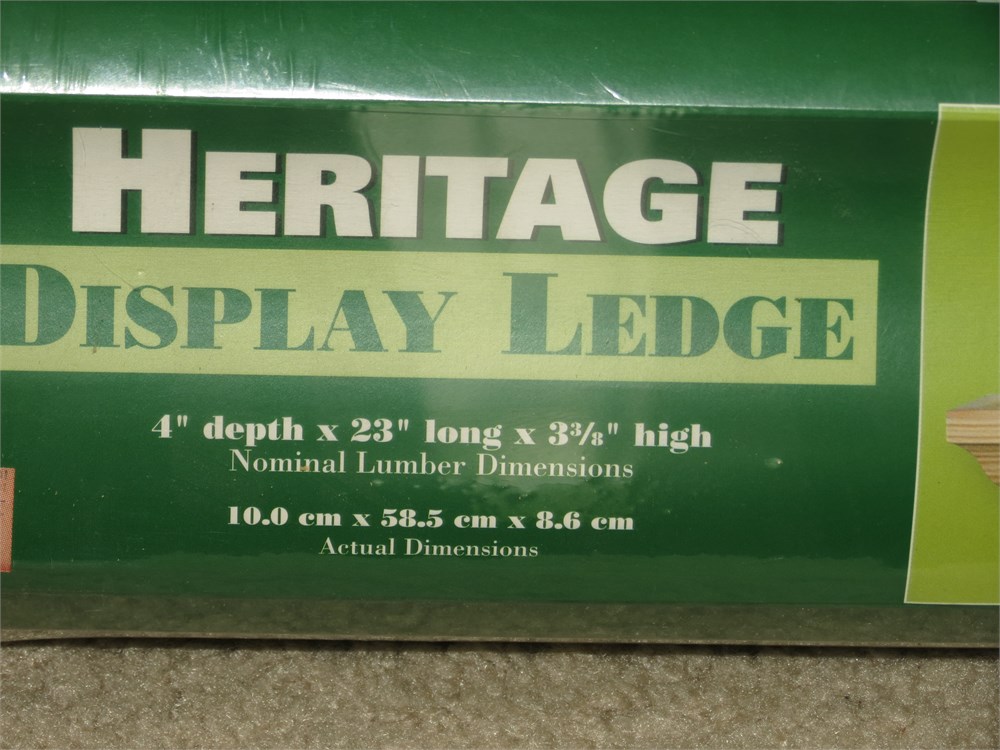 HERITAGE
DISPLAY LEDGE
4" depth x 23" long x 3⅜" high
Nominal Lumber Dimensions
10.0 cm x 58.5 cm x 8.6 cm
Actual Dimensions